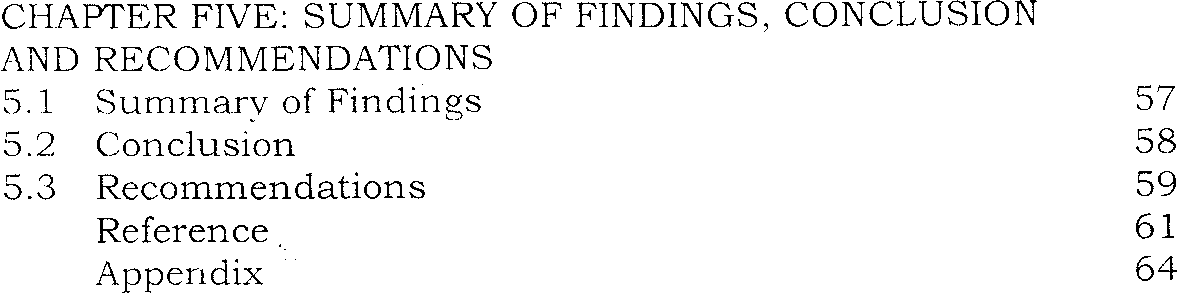 CHAPTER FIVE: SUMMARY OF FINDINGS, CONCLUSION
AND RECOMMENDATIONS
5.1 Summary of Findings 57
5.2 Conclusion 58
5.3 Recommendations 59
Reference 61
Appendix 64